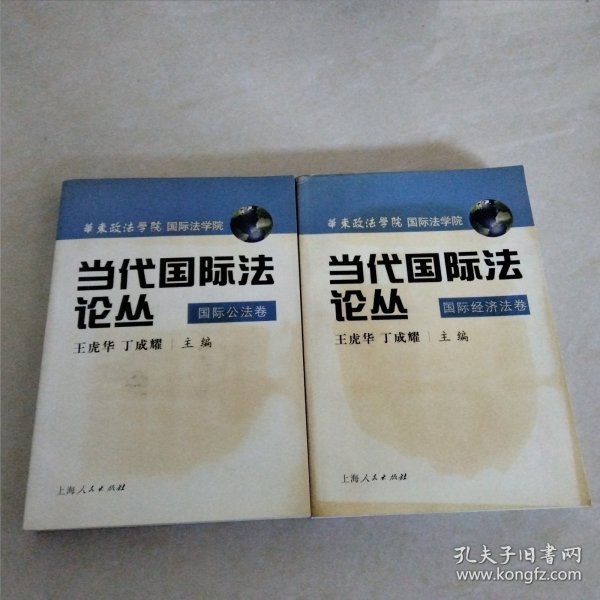 華東政法学院 国际法学院
当代国际法
论丛 国际公法卷
王虎华 丁成耀 主编
上海人民出版社
華東政法学院 国际法学院
当代国际法
论丛 国际经济法卷
王虎华 丁成耀 主编
上海人民出版社
孔夫子旧书网
www.kongfz.com